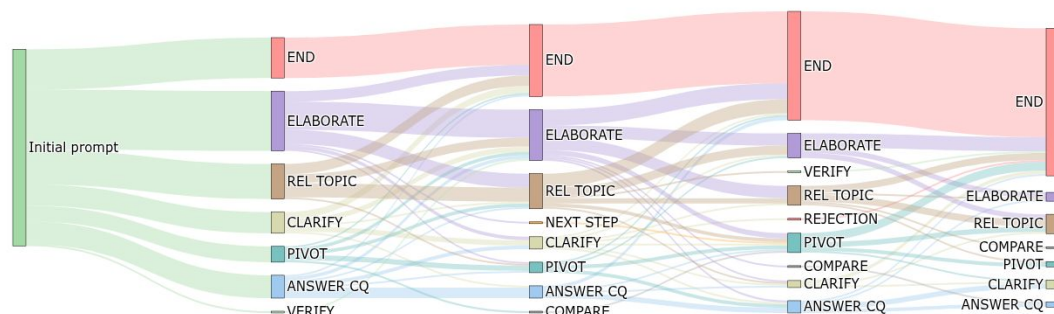 Initial prompt
END
ELABORATE
REL TOPIC
CLARIFY
PIVOT
ANSWER CQ
VERIFY
END
ELABORATE
REL TOPIC
NEXT STEP
CLARIFY
PIVOT
ANSWER CQ
COMPARE
END
ELABORATE
VERIFY
REL TOPIC
REJECTION
PIVOT
COMPARE
CLARIFY
ANSWER CQ
END
ELABORATE
REL TOPIC
COMPARE
PIVOT
CLARIFY
ANSWER CQ